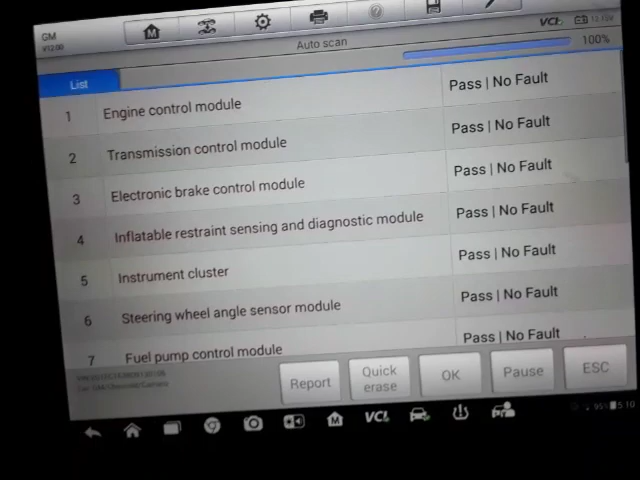 GM
V12.00
VCI
Auto scan
100%
List
1 Engine control module Pass | No Fault
2 Transmission control module Pass | No Fault
3 Electronic brake control module Pass | No Fault
4 Inflatable restraint sensing and diagnostic module Pass | No Fault
5 Instrument cluster Pass | No Fault
6 Steering wheel angle sensor module Pass | No Fault
7 Fuel pump control module Pass | No Fault
Report
Quick erase
OK
Pause
ESC
VCI
95% 5:10